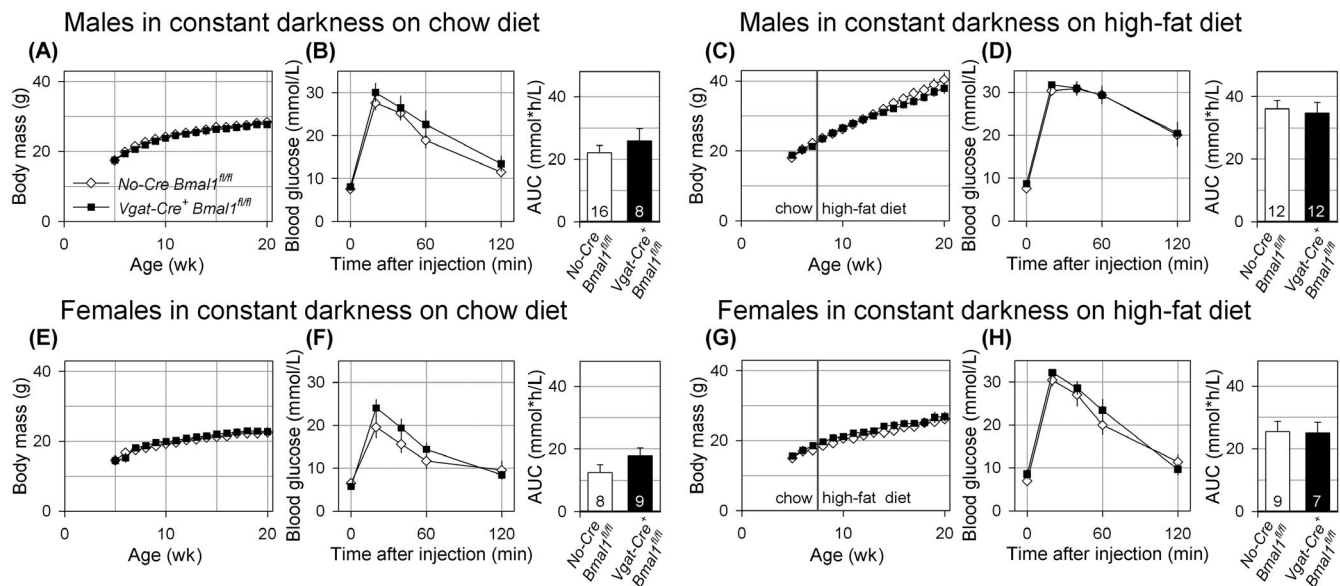 Males in constant darkness on chow diet
(A)
Body mass (g)
40
20
0
0
10
20
Age (wk)
No-Cre Bmal1fl/fl
Vgat-Cre+ Bmal1fl/fl
(B)
Blood glucose (mmol/L)
30
20
10
0
0
60
120
Time after injection (min)
AUC (mmol*h/L)
40
20
0
16
8
No-Cre
Bmal1fl/fl
Vgat-Cre+
Bmal1fl/fl
Males in constant darkness on high-fat diet
(C)
Body mass (g)
40
20
0
chow
high-fat diet
0
10
20
Age (wk)
(D)
Blood glucose (mmol/L)
30
20
10
0
0
60
120
Time after injection (min)
AUC (mmol*h/L)
40
20
0
12
12
No-Cre
Bmal1fl/fl
Vgat-Cre+
Bmal1fl/fl
Females in constant darkness on chow diet
(E)
Body mass (g)
40
20
0
0
10
20
Age (wk)
(F)
Blood glucose (mmol/L)
30
20
10
0
0
60
120
Time after injection (min)
AUC (mmol*h/L)
40
20
0
8
9
No-Cre
Bmal1fl/fl
Vgat-Cre+
Bmal1fl/fl
Females in constant darkness on high-fat diet
(G)
Body mass (g)
40
20
0
chow
high-fat diet
0
10
20
Age (wk)
(H)
Blood glucose (mmol/L)
30
20
10
0
0
60
120
Time after injection (min)
AUC (mmol*h/L)
40
20
0
9
7
No-Cre
Bmal1fl/fl
Vgat-Cre+
Bmal1fl/fl